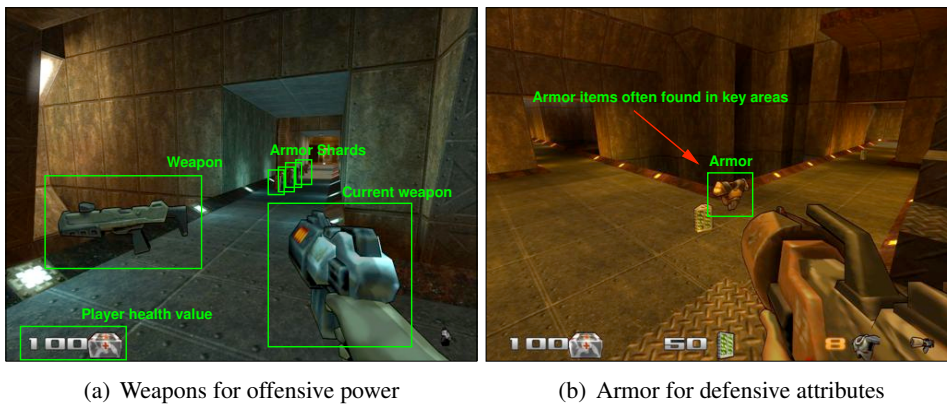 Armor Shards
Weapon
Current weapon
Player health value
100
Armor items often found in key areas
Armor
100
50
8
(a) Weapons for offensive power
(b) Armor for defensive attributes